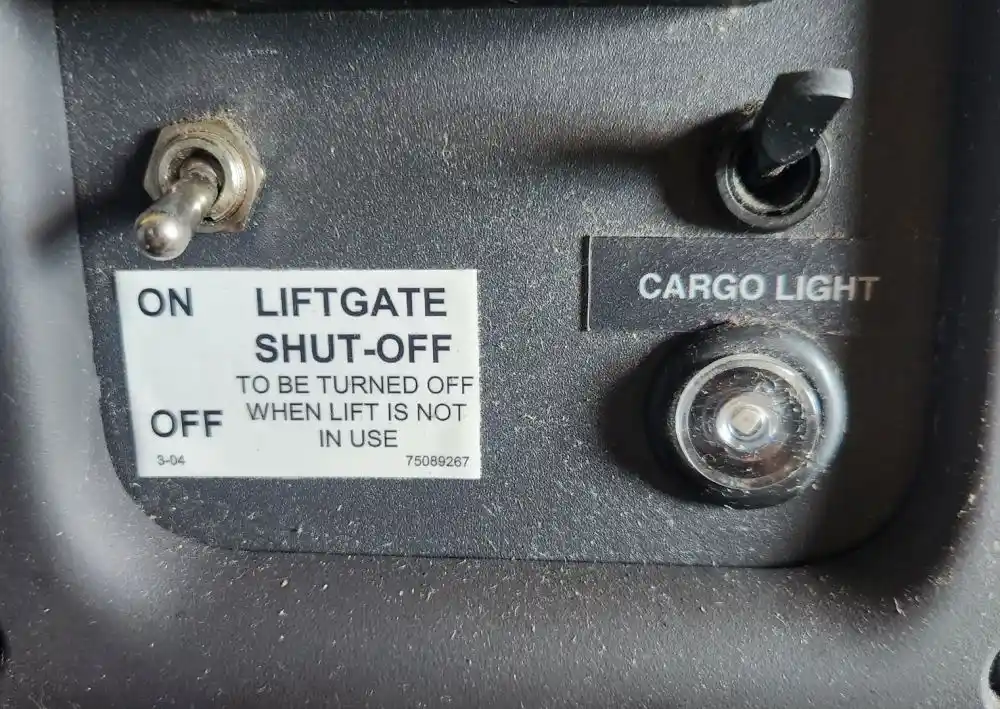 ON LIFTGATE
SHUT-OFF
TO BE TURNED OFF
OFF WHEN LIFT IS NOT
IN USE
3-04 75089267
CARGO LIGHT